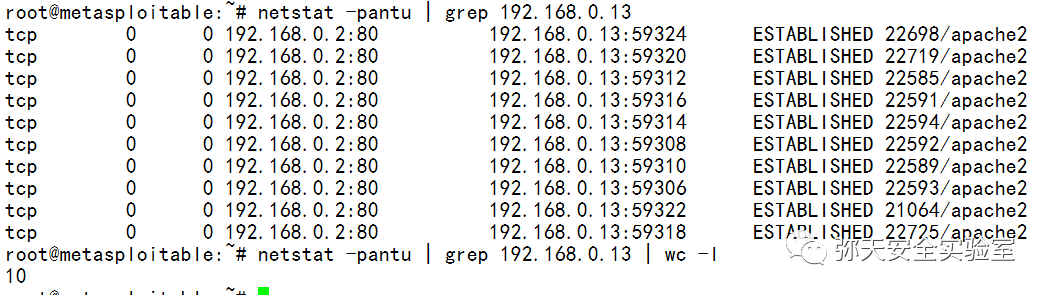 root@metasploitable:~# netstat -pantu | grep 192.168.0.13
tcp 0 0 192.168.0.2:80 192.168.0.13:59324 ESTABLISHED 22698/apache2
tcp 0 0 192.168.0.2:80 192.168.0.13:59320 ESTABLISHED 22719/apache2
tcp 0 0 192.168.0.2:80 192.168.0.13:59312 ESTABLISHED 22585/apache2
tcp 0 0 192.168.0.2:80 192.168.0.13:59316 ESTABLISHED 22591/apache2
tcp 0 0 192.168.0.2:80 192.168.0.13:59314 ESTABLISHED 22594/apache2
tcp 0 0 192.168.0.2:80 192.168.0.13:59308 ESTABLISHED 22592/apache2
tcp 0 0 192.168.0.2:80 192.168.0.13:59310 ESTABLISHED 22589/apache2
tcp 0 0 192.168.0.2:80 192.168.0.13:59306 ESTABLISHED 22593/apache2
tcp 0 0 192.168.0.2:80 192.168.0.13:59322 ESTABLISHED 21064/apache2
tcp 0 0 192.168.0.2:80 192.168.0.13:59318 ESTABLISHED 22725/apache2
root@metasploitable:~# netstat -pantu | grep 192.168.0.13 | wc -l
弥天安全实验室
10
root@metasploitable:~#